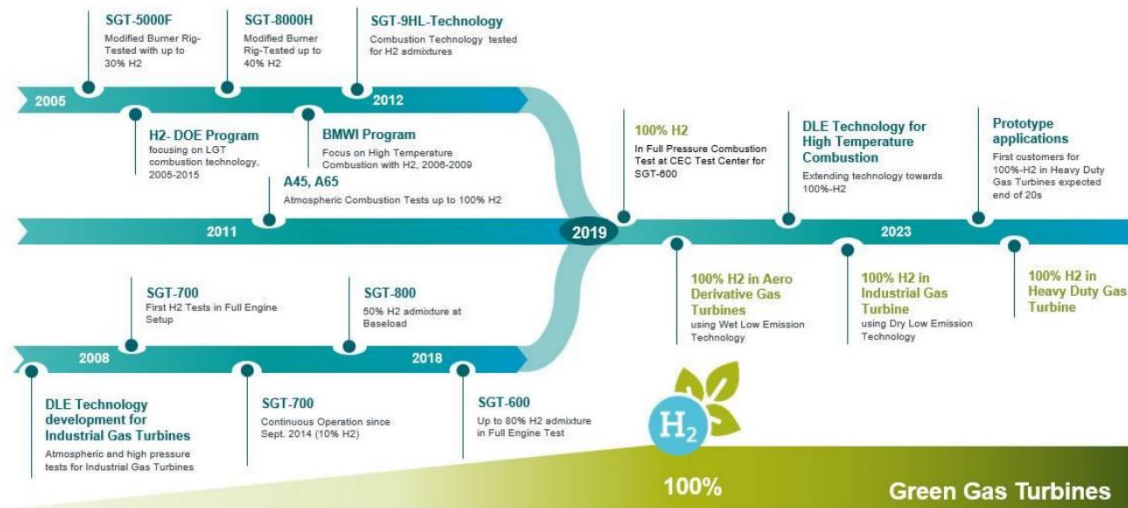 SGT-5000F
Modified Burner Rig-
Tested with up to
30% H2
SGT-8000H
Modified Burner
Rig-Tested up to
40% H2
SGT-9HL-Technology
Combustion Technology tested
for H2 admixtures
2005
2012
H2- DOE Program
focusing on LGT
combustion technology,
2005-2015
BMWI Program
Focus on High Temperature
Combustion with H2, 2006-2009
A45, A65
Atmospheric Combustion Tests up to 100% H2
2011
2019
SGT-700
First H2 Tests in Full Engine
Setup
SGT-800
50% H2 admixture at
Baseload
2008
2018
DLE Technology
development for
Industrial Gas Turbines
Atmospheric and high pressure
tests for Industrial Gas Turbines
SGT-700
Continuous Operation since
Sept. 2014 (10% H2)
SGT-600
Up to 80% H2 admixture
in Full Engine Test
100% H2
In Full Pressure Combustion
Test at CEC Test Center for
SGT-600
DLE Technology for
High Temperature
Combustion
Extending technology towards
100%-H2
Prototype
applications
First customers for
100%-H2 in Heavy Duty
Gas Turbines expected
end of 20s
2023
100% H2 in Aero
Derivative Gas
Turbines
using Wet Low Emission
Technology
100% H2 in
Industrial Gas
Turbine
using Dry Low Emission
Technology
100% H2 in
Heavy Duty Gas
Turbine
H2
100%
Green Gas Turbines